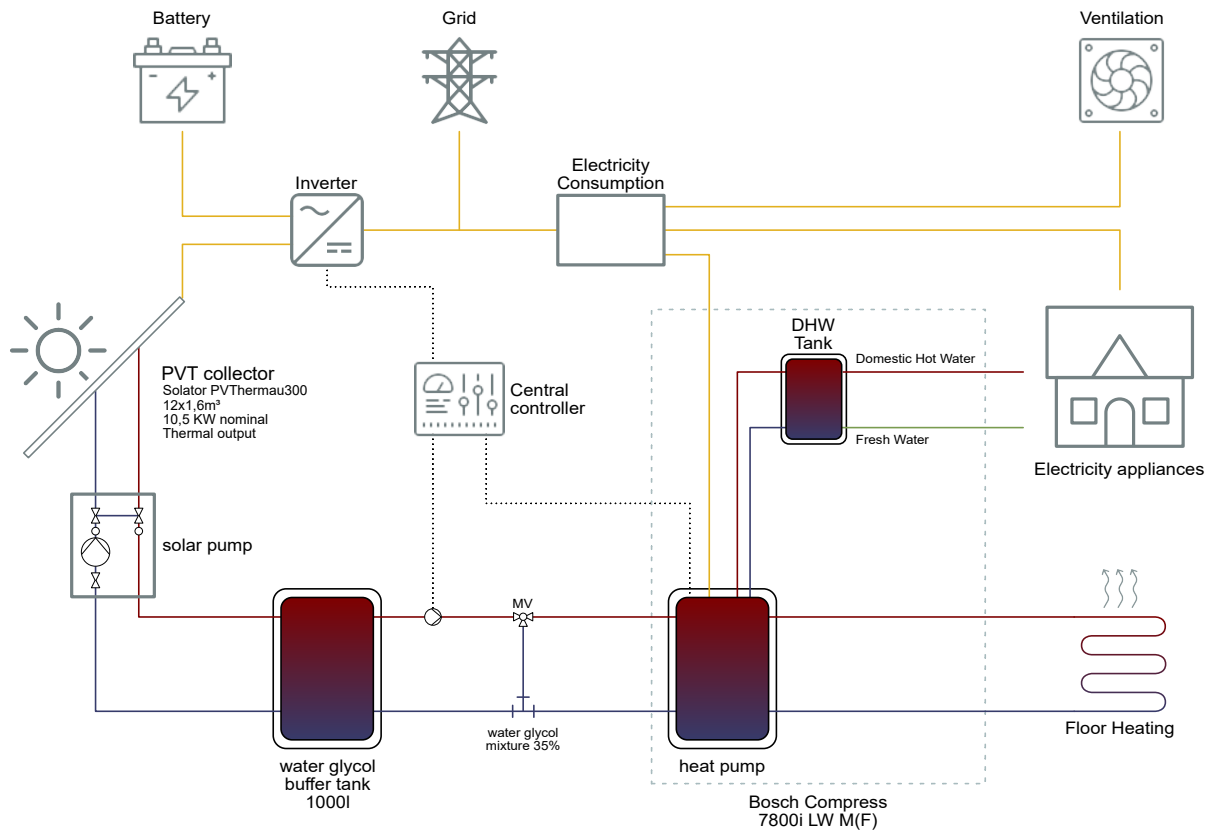 Battery
Grid
Ventilation
Electricity
Consumption
Inverter
DHW
Tank
Domestic Hot Water
Fresh Water
PVT collector
Solator PVThermau300
12x1,6m³
10,5 KW nominal
Thermal output
Central
controller
Electricity appliances
solar pump
MV
water glycol
mixture 35%
Floor Heating
water glycol
buffer tank
1000l
heat pump
Bosch Compress
7800i LW M(F)